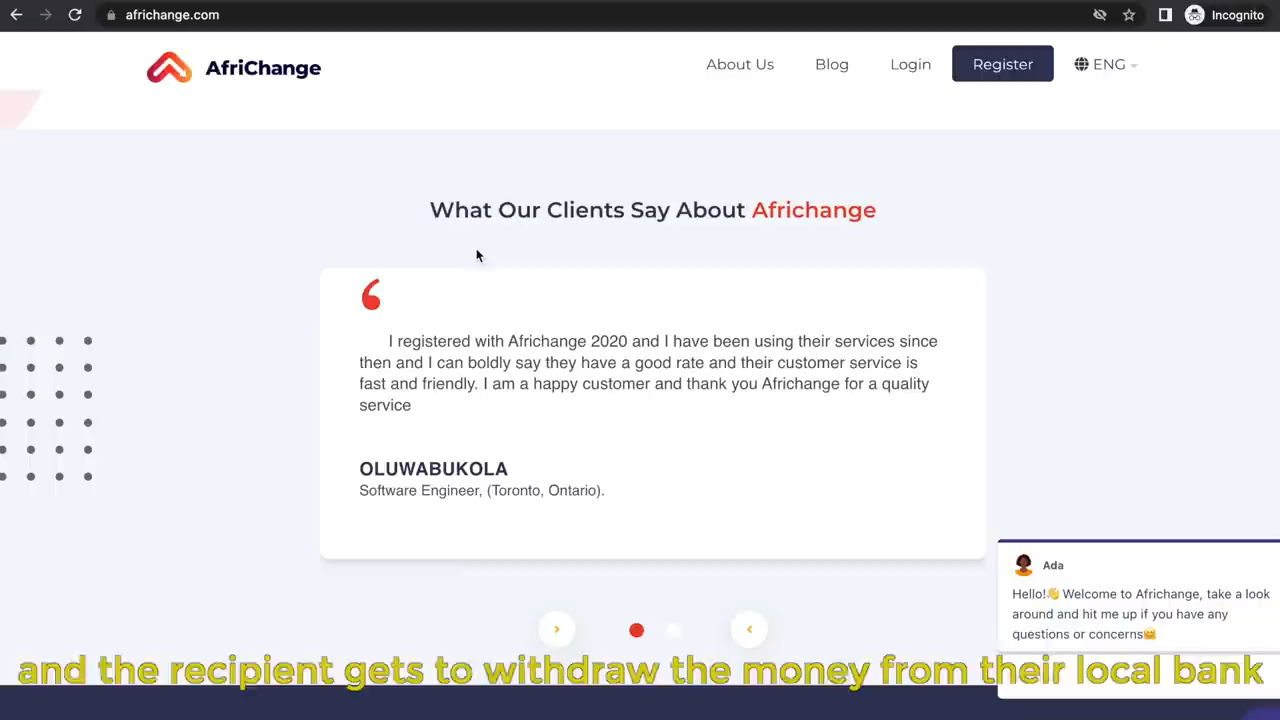 africhange.com
Incognito
AfriChange
About Us
Blog
Login
Register
ENG
What Our Clients Say About Africhange
I registered with Africhange 2020 and I have been using their services since
then and I can boldly say they have a good rate and their customer service is
fast and friendly. I am a happy customer and thank you Africhange for a quality
service
OLUWABUKOLA
Software Engineer, (Toronto, Ontario).
Ada
Hello!👋 Welcome to Africhange, take a look
around and hit me up if you have any
questions or concerns🤗
and the recipient gets to withdraw the money from their local bank